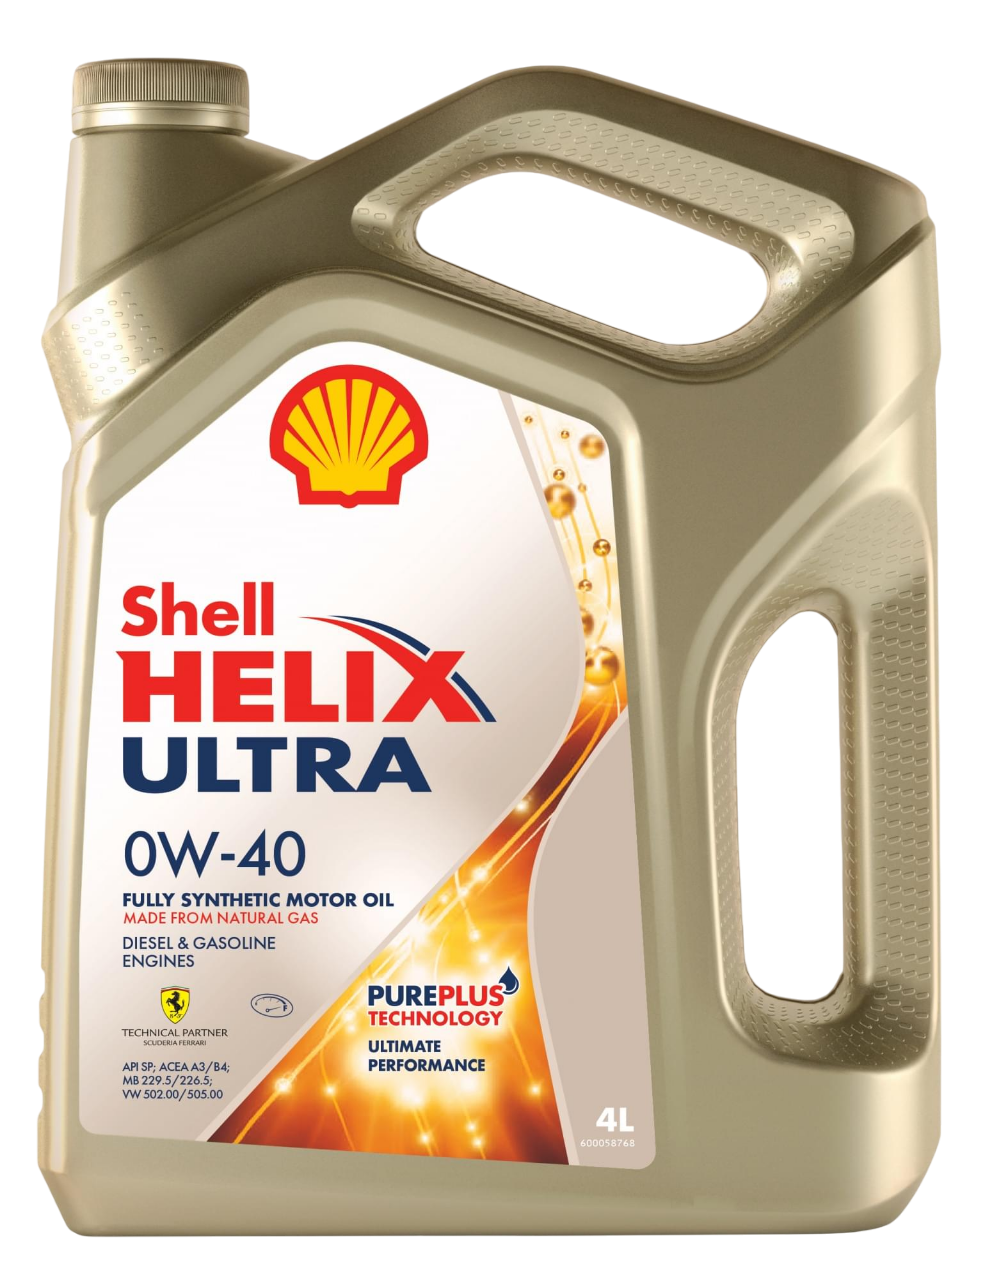 Shell
HELIX
ULTRA
0W-40
FULLY SYNTHETIC MOTOR OIL
MADE FROM NATURAL GAS
DIESEL & GASOLINE
ENGINES
TECHNICAL PARTNER
SCUDERIA FERRARI
API SP; ACEA A3/B4;
MB 229.5/226.5;
VW 502.00/505.00
PUREPLUS
TECHNOLOGY
ULTIMATE
PERFORMANCE
4L
600058768